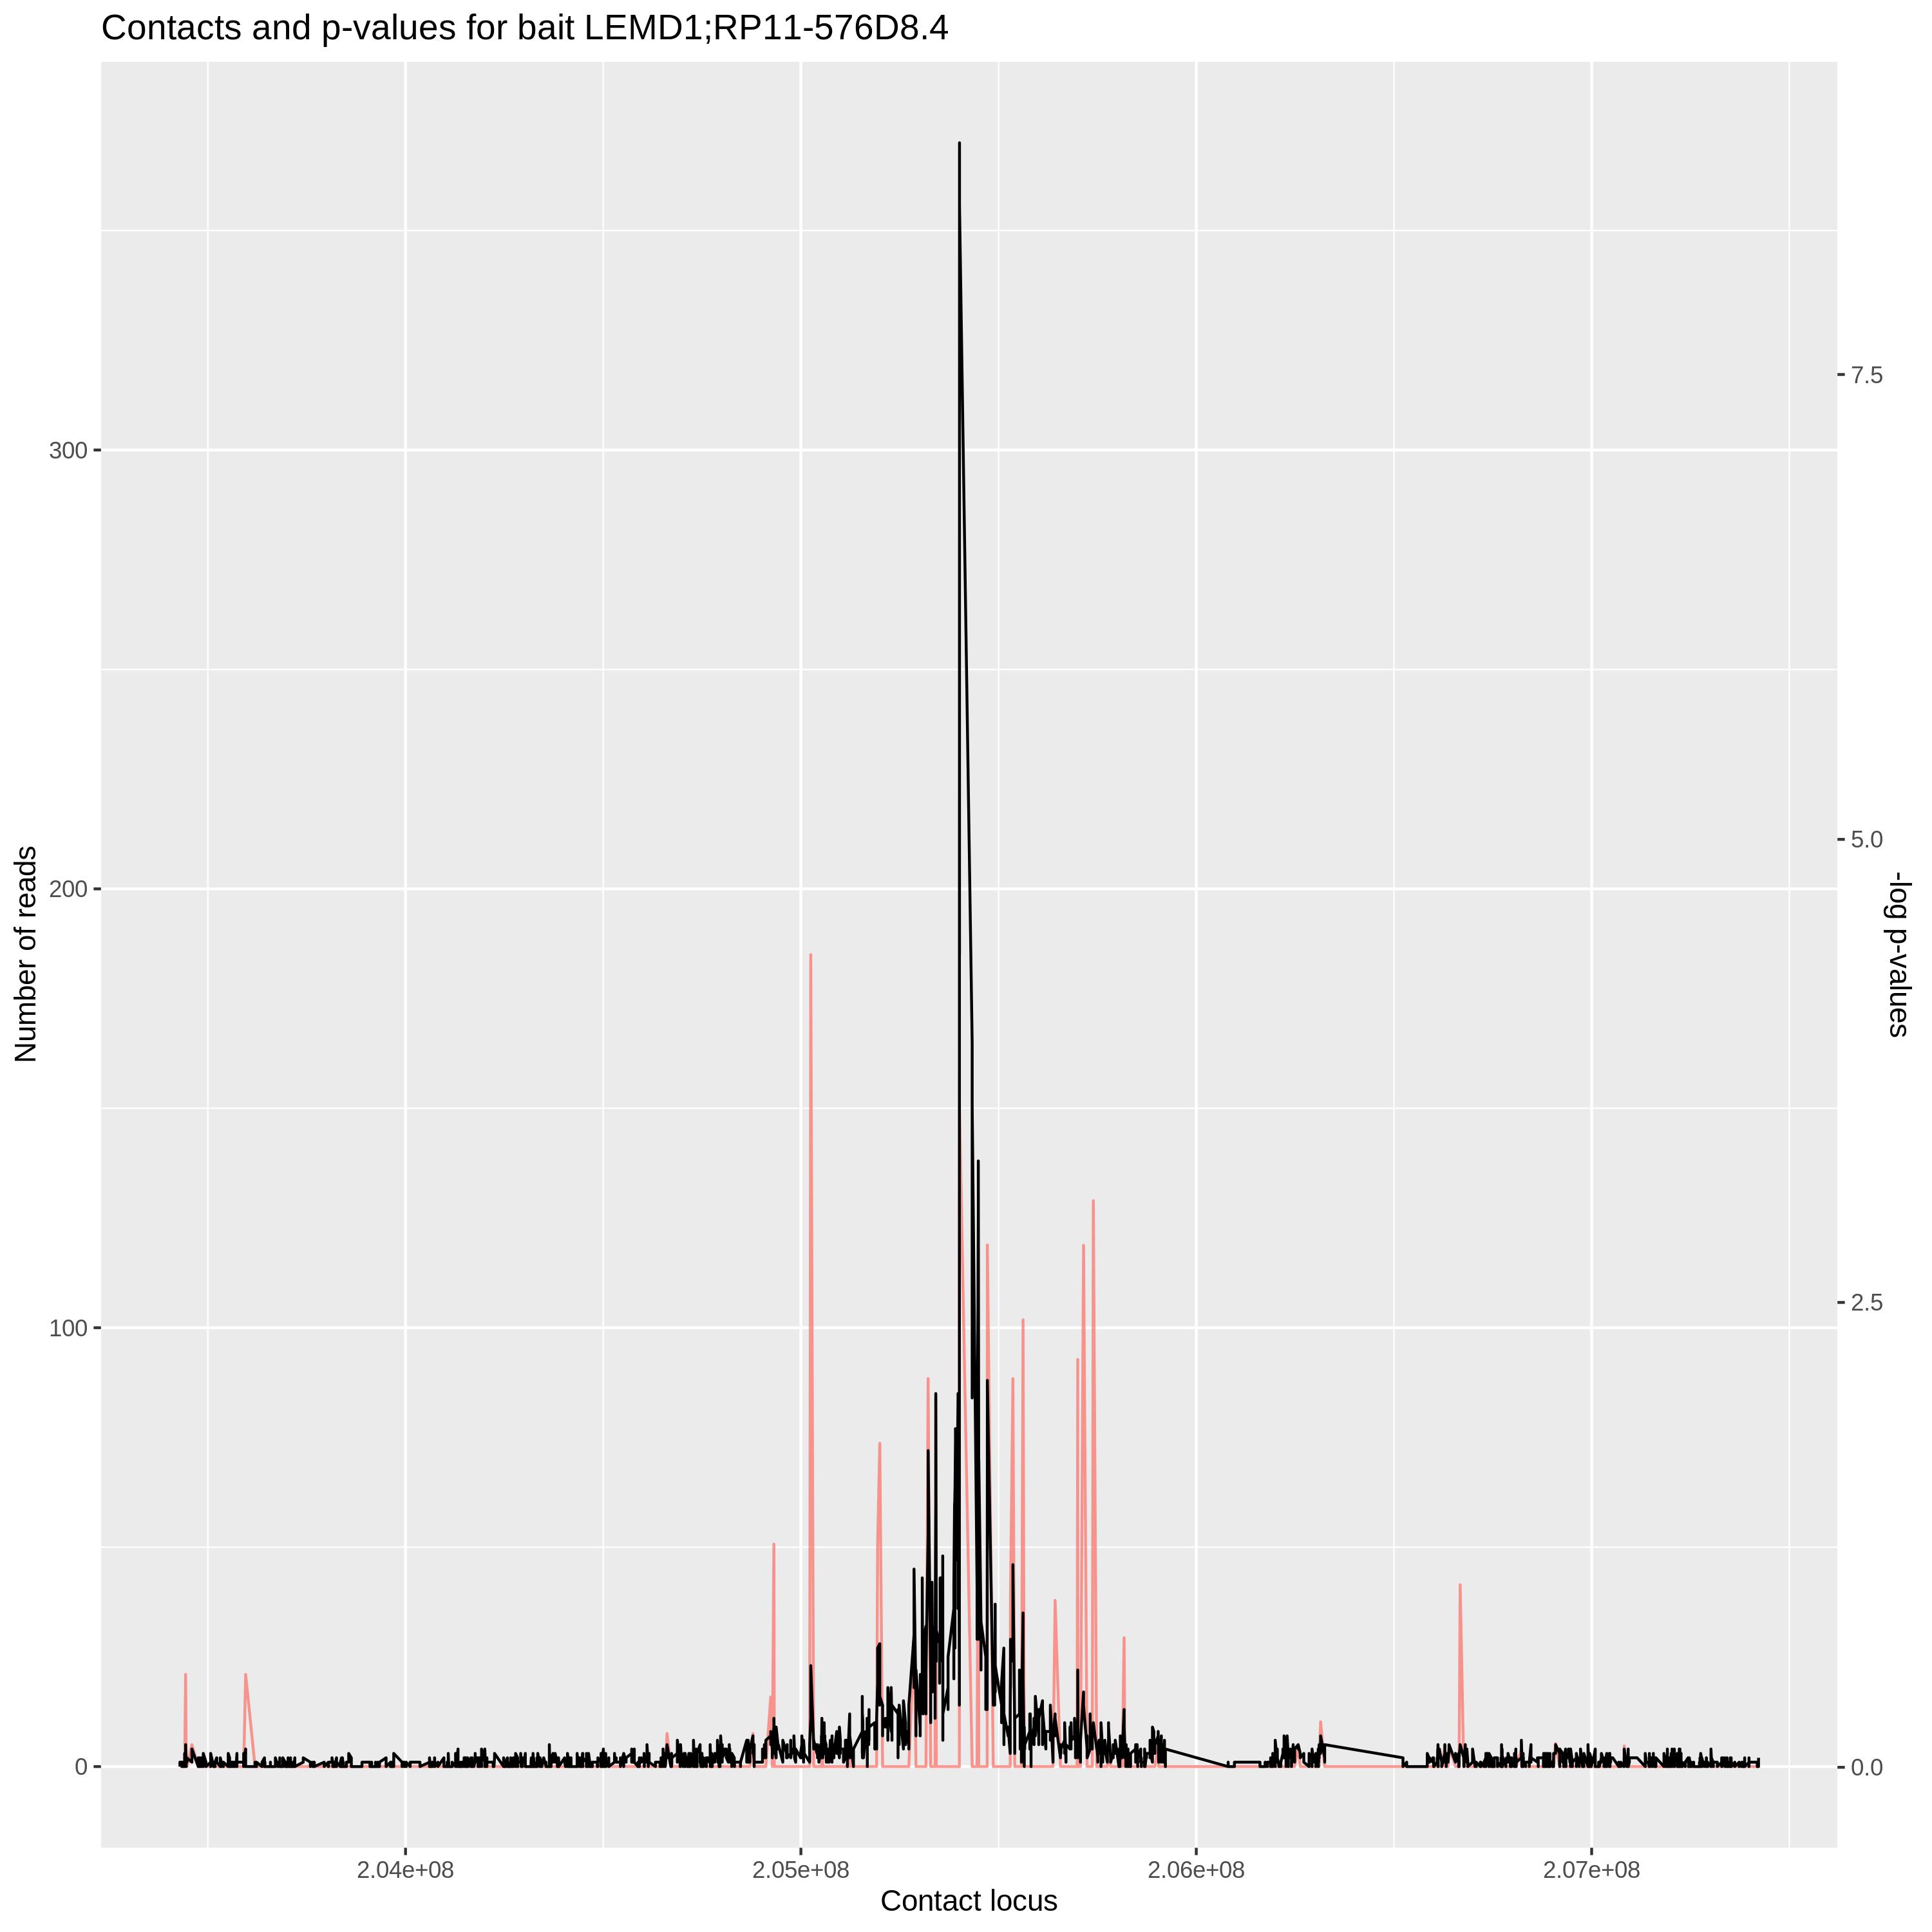 Contacts and p-values for bait LEMD1;RP11-576D8.4
Number of reads
300
200
100
0
7.5
5.0
2.5
0.0
-log p-values
2.04e+08
2.05e+08
2.06e+08
2.07e+08
Contact locus